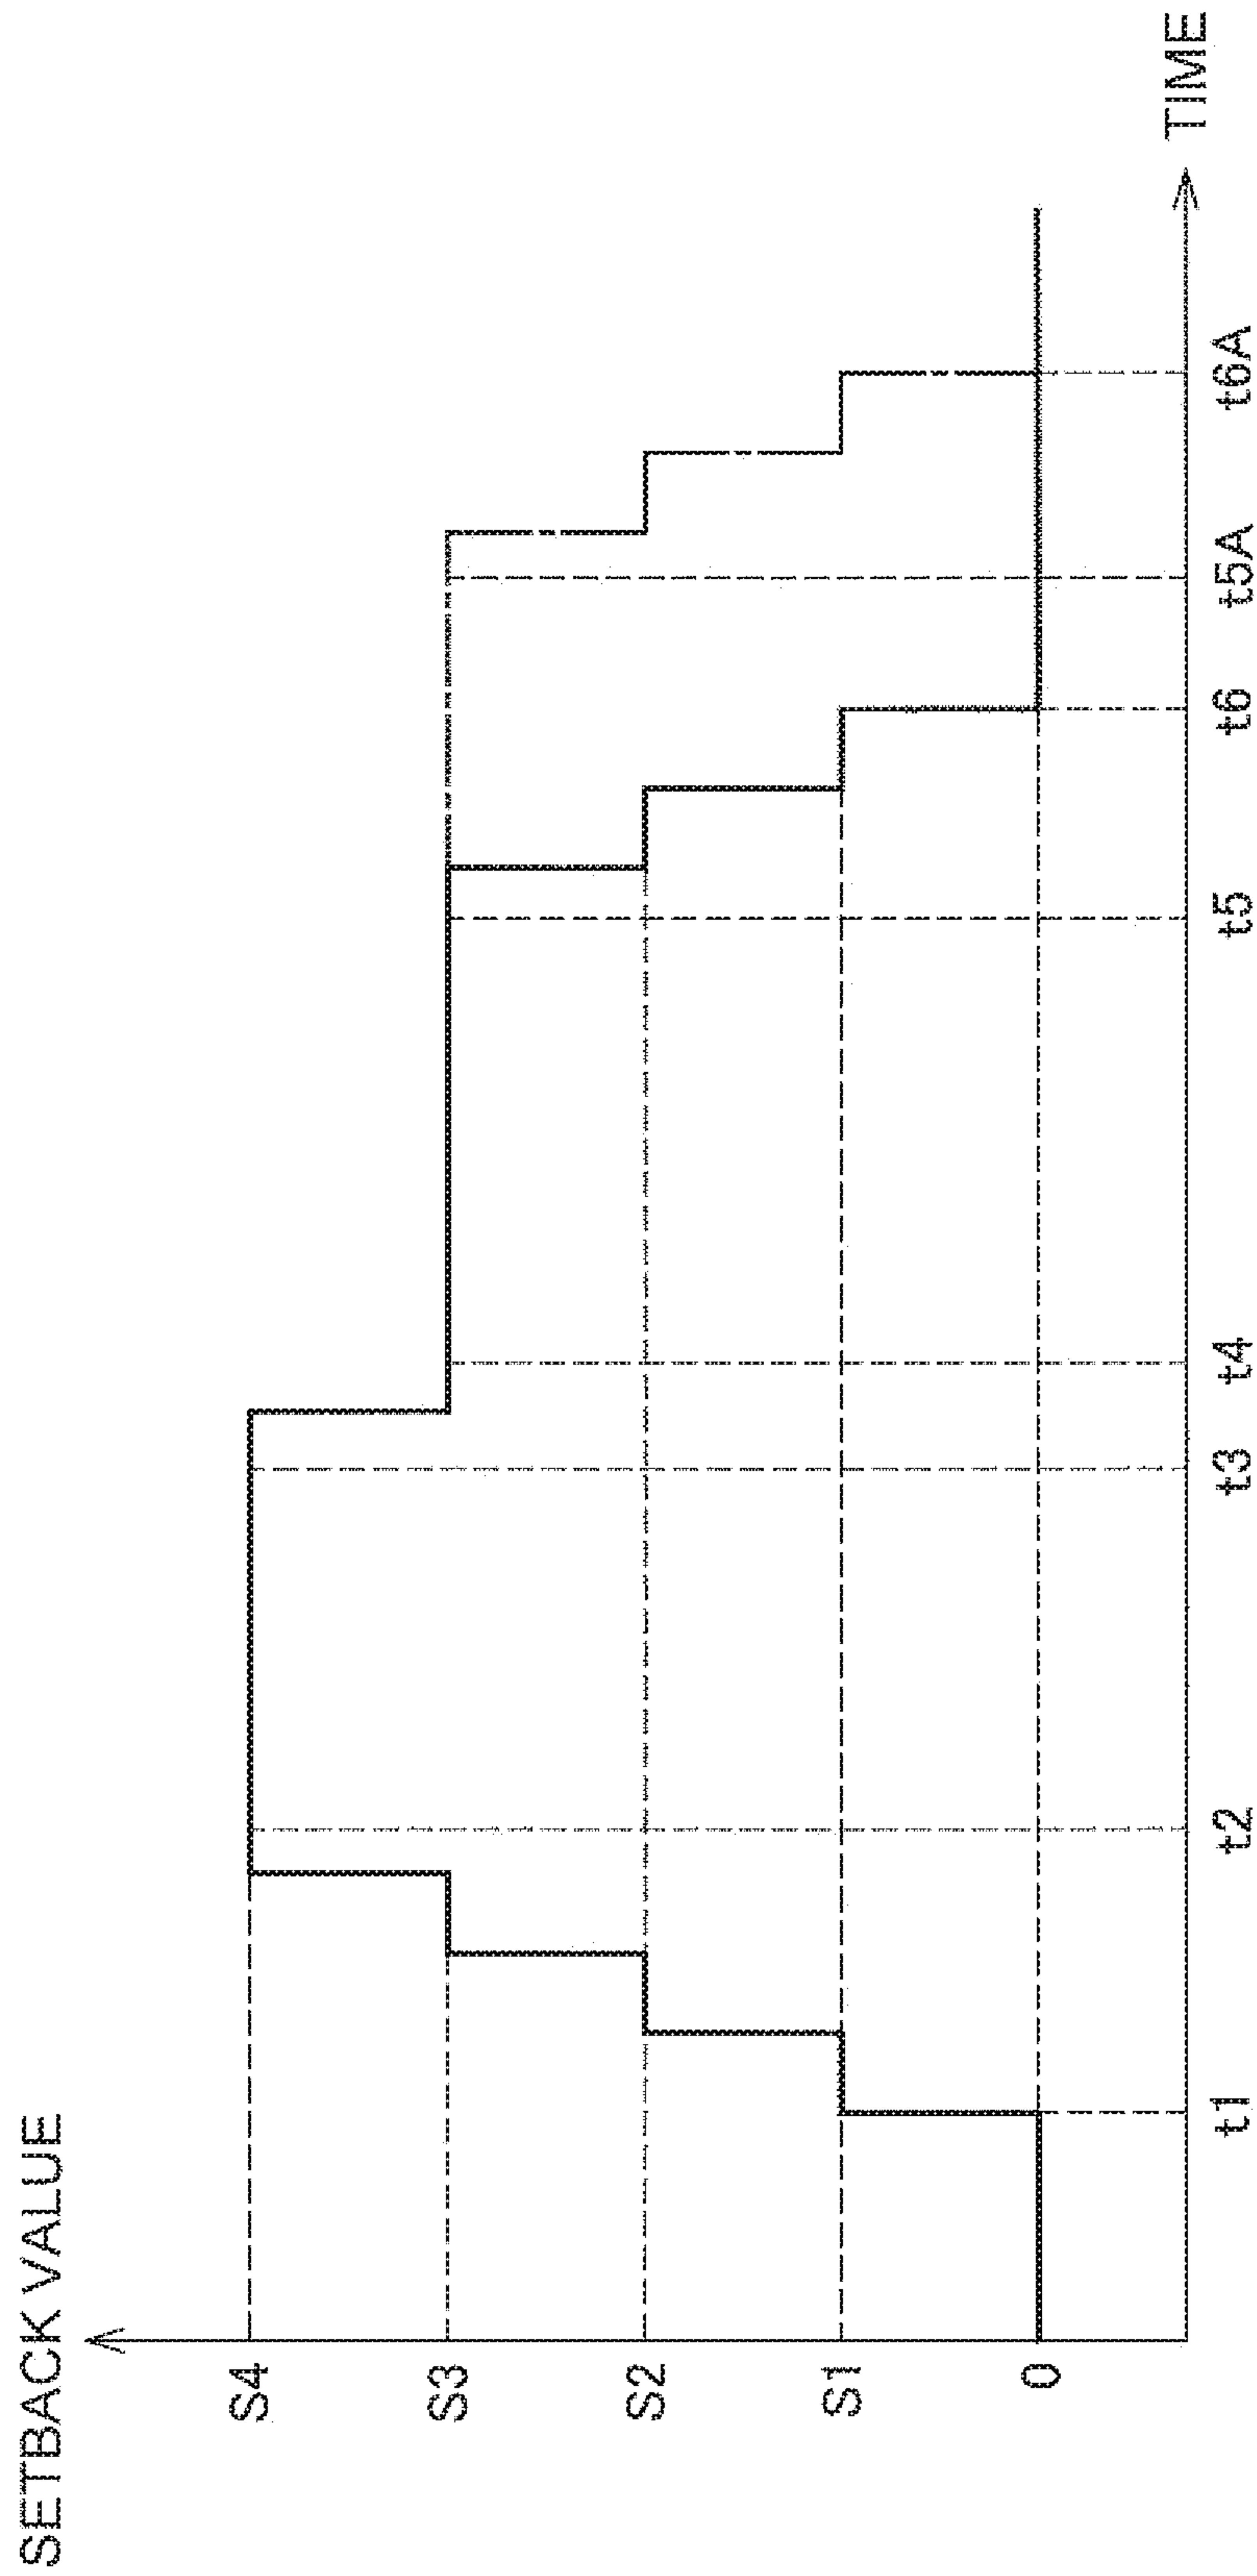 SETBACK VALUE
S4
S3
S2
S1
0
t1
t2
t3
t4
t5
t6
t5A
t6A
TIME